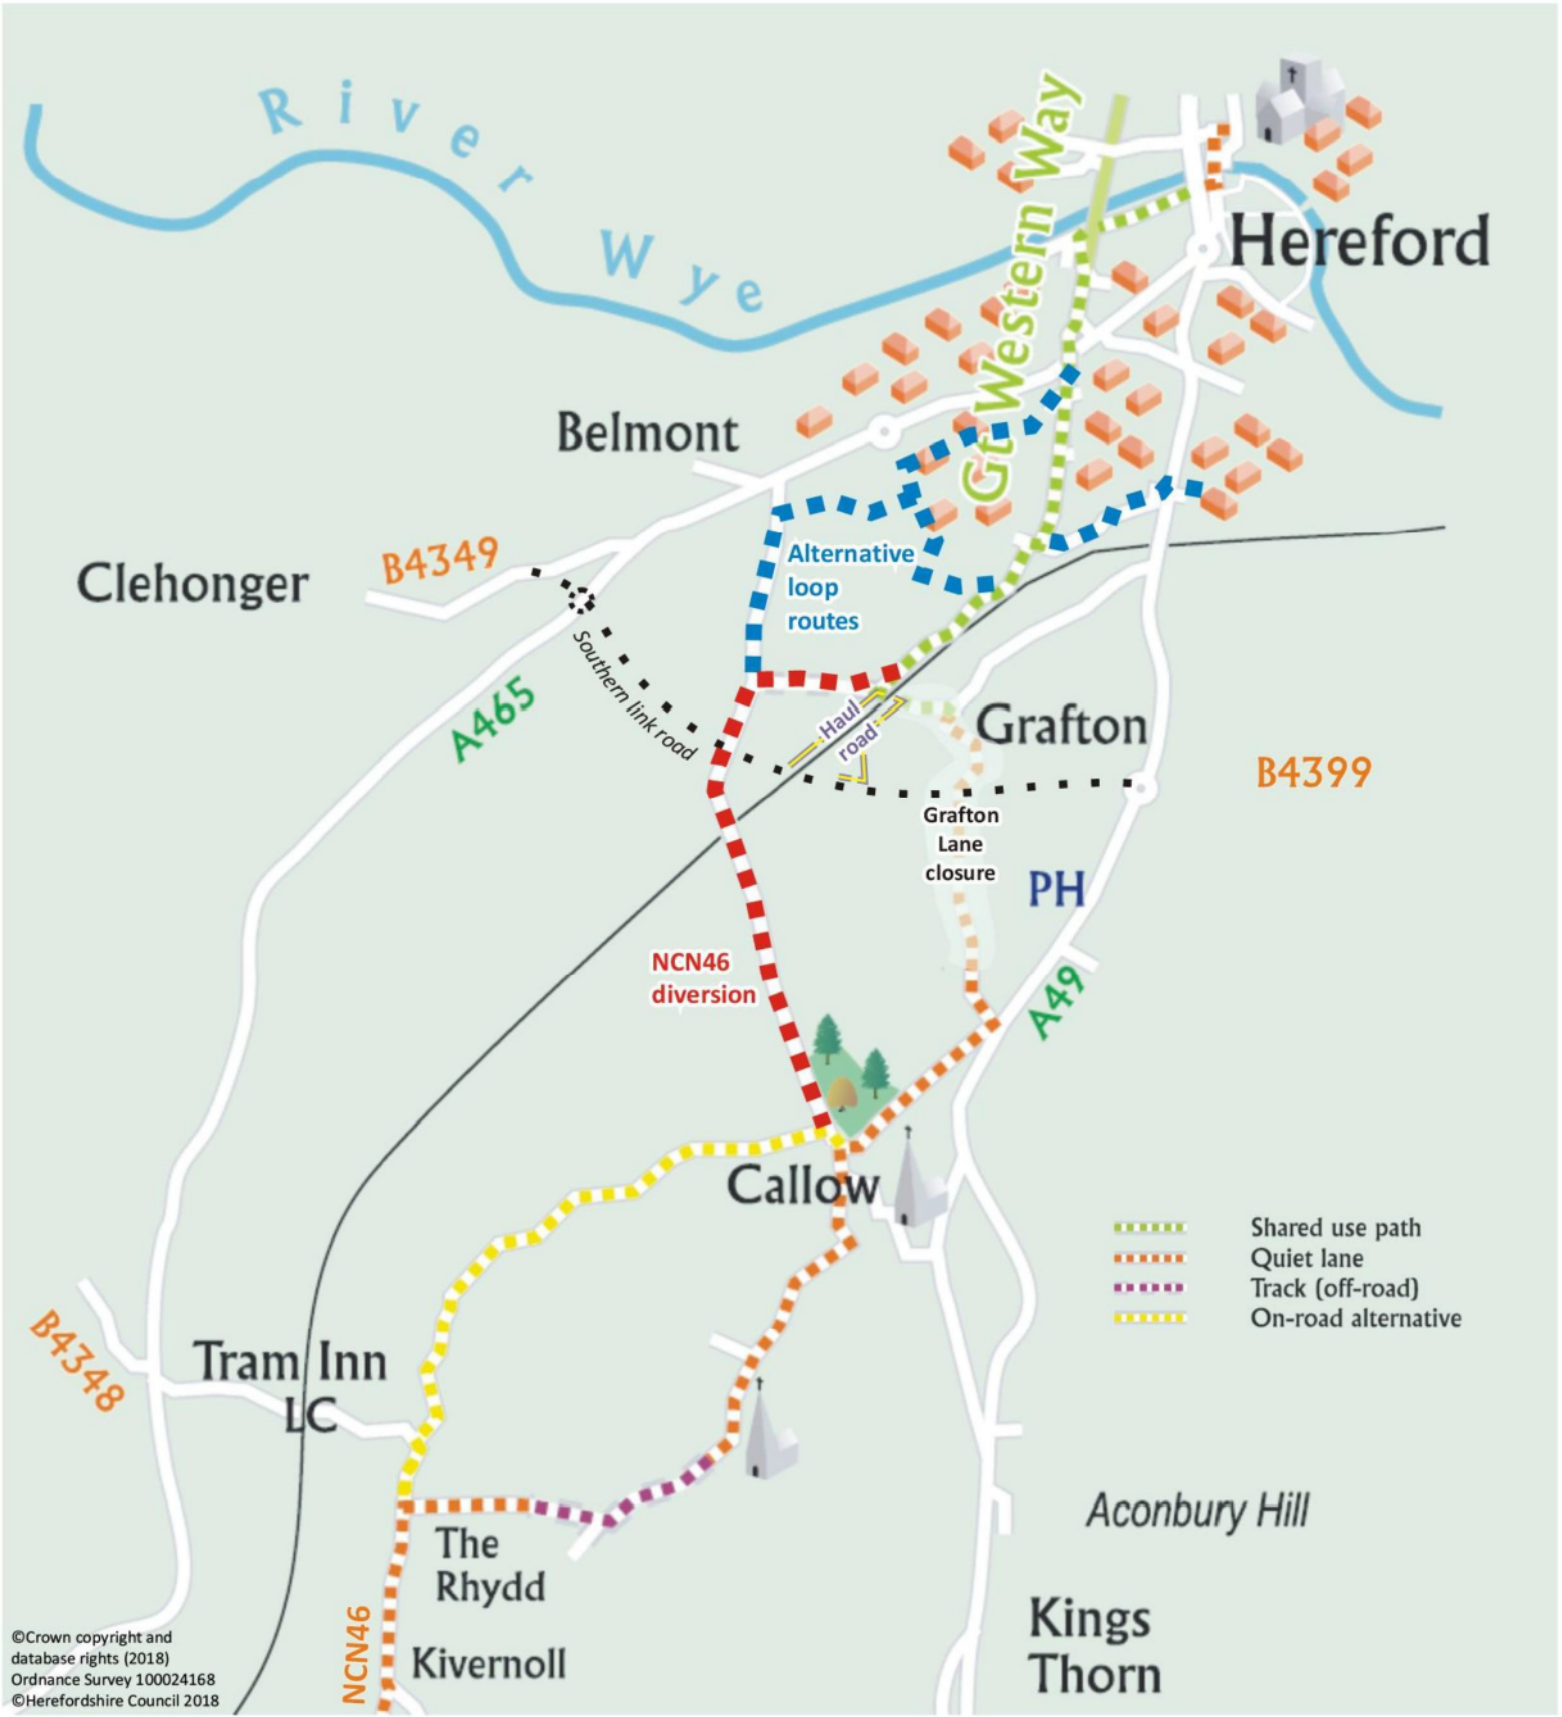 River
Wye
Gt Western Way
Hereford
Belmont
B4349
Clehonger
Alternative
loop
routes
Southern link road
A465
Haul
road
Grafton
B4399
Grafton
Lane
closure
PH
NCN46
diversion
A49
Callow
Shared use path
Quiet lane
Track (off-road)
On-road alternative
B4348
Tram Inn
LC
Aconbury Hill
The
Rhydd
Kings
Thorn
NCN46
Kivernoll
©Crown copyright and
database rights (2018)
Ordnance Survey 100024168
©Herefordshire Council 2018